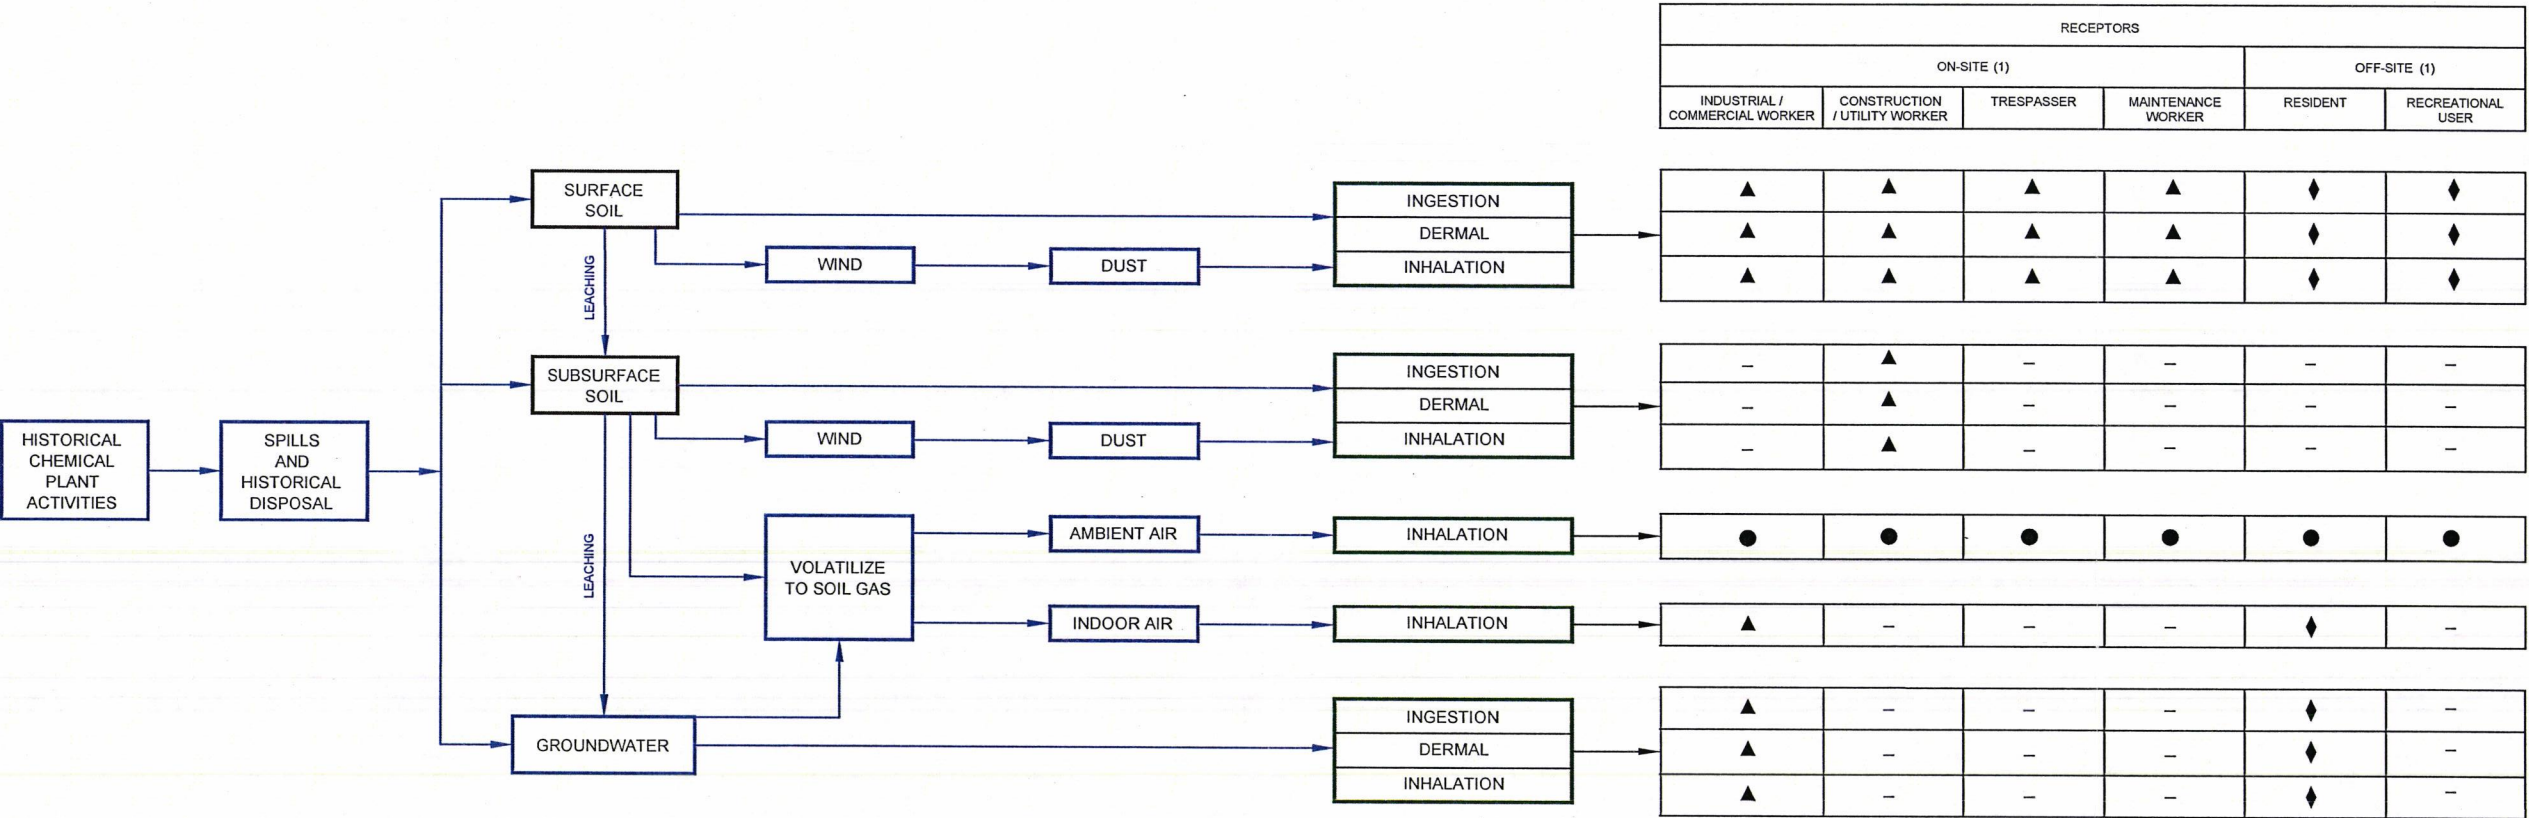 RECEPTORS
ON-SITE (1)
OFF-SITE (1)
INDUSTRIAL /
COMMERCIAL WORKER
CONSTRUCTION
/ UTILITY WORKER
TRESPASSER
MAINTENANCE
WORKER
RESIDENT
RECREATIONAL
USER
SURFACE
SOIL
INGESTION
DERMAL
INHALATION
WIND
DUST
LEACHING
SUBSURFACE
SOIL
INGESTION
DERMAL
INHALATION
WIND
DUST
HISTORICAL
CHEMICAL
PLANT
ACTIVITIES
SPILLS
AND
HISTORICAL
DISPOSAL
LEACHING
VOLATILIZE
TO SOIL GAS
AMBIENT AIR
INHALATION
INDOOR AIR
INHALATION
GROUNDWATER
INGESTION
DERMAL
INHALATION